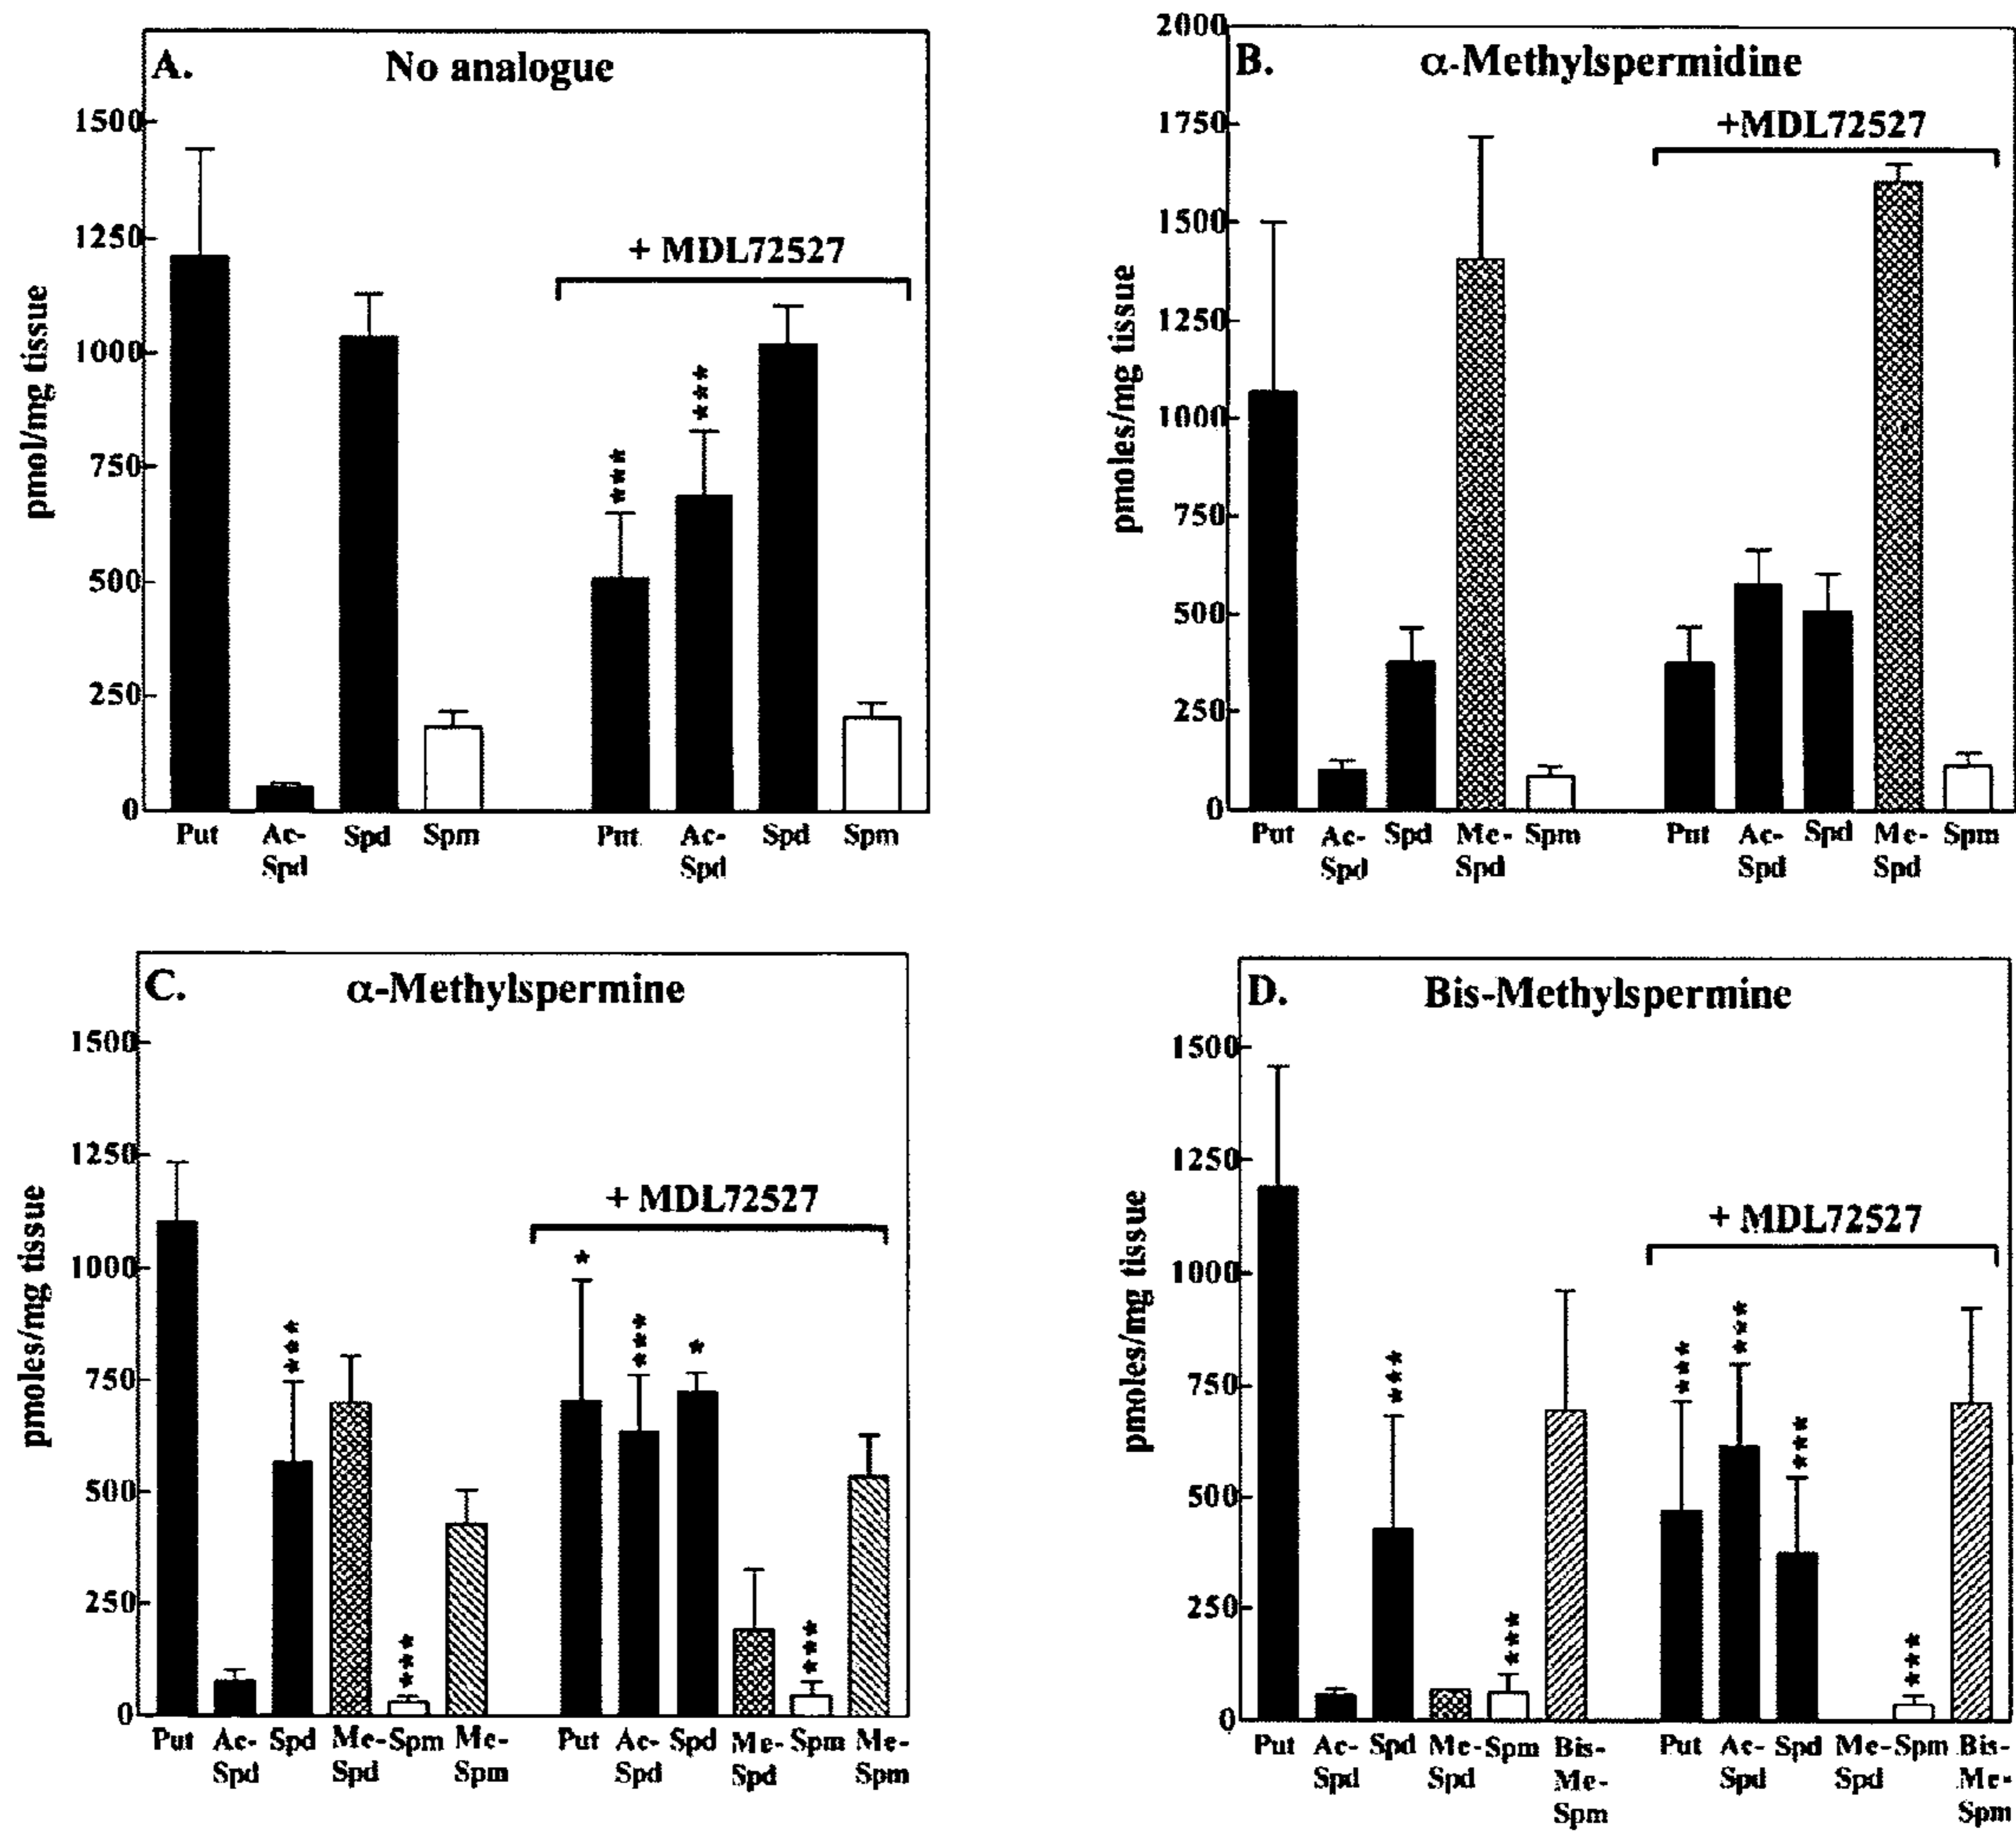 A. No analogue
pmol/mg tissue
1500
1250
1000
750
500
250
0
+ MDL72527
***
***
Put Ac- Spd Spm Put Ac- Spd Spm
Spd Spd
B. α-Methylspermidine
pmoles/mg tissue
2000
1750
1500
1250
1000
750
500
250
0
+MDL72527
Put Ac- Spd Me- Spm Put Ac- Spd Me- Spm
Spd Spd Spd Spd
C. α-Methylspermine
pmoles/mg tissue
1500
1250
1000
750
500
250
0
+ MDL72527
***
***
*
***
*
***
Put Ac- Spd Me- Spm Me- Put Ac- Spd Me- Spm Me-
Spd Spd Spm Spd Spd Spm
D. Bis-Methylspermine
pmoles/mg tissue
1500
1250
1000
750
500
250
0
+ MDL72527
***
***
***
***
***
***
Put Ac- Spd Me- Spm Bis- Put Ac- Spd Me- Spm Bis-
Spd Spd Me- Spd Spd Me-
Spm Spm